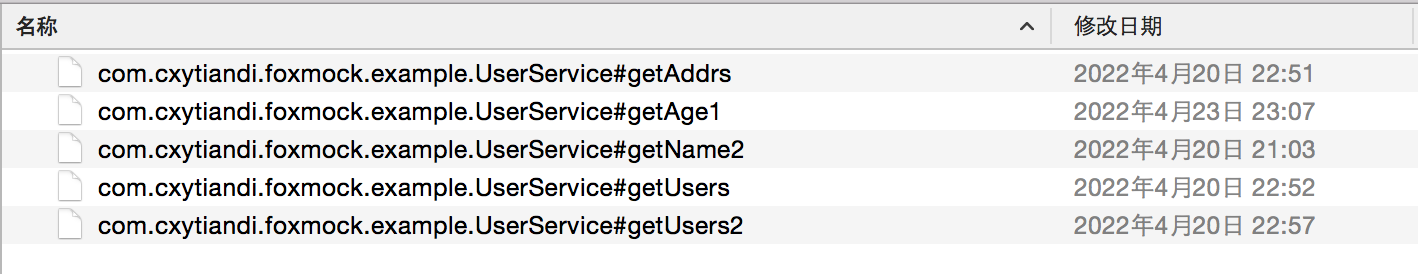 名称 修改日期
com.cxytiandi.foxmock.example.UserService#getAddrs 2022年4月20日 22:51
com.cxytiandi.foxmock.example.UserService#getAge1 2022年4月23日 23:07
com.cxytiandi.foxmock.example.UserService#getName2 2022年4月20日 21:03
com.cxytiandi.foxmock.example.UserService#getUsers 2022年4月20日 22:52
com.cxytiandi.foxmock.example.UserService#getUsers2 2022年4月20日 22:57